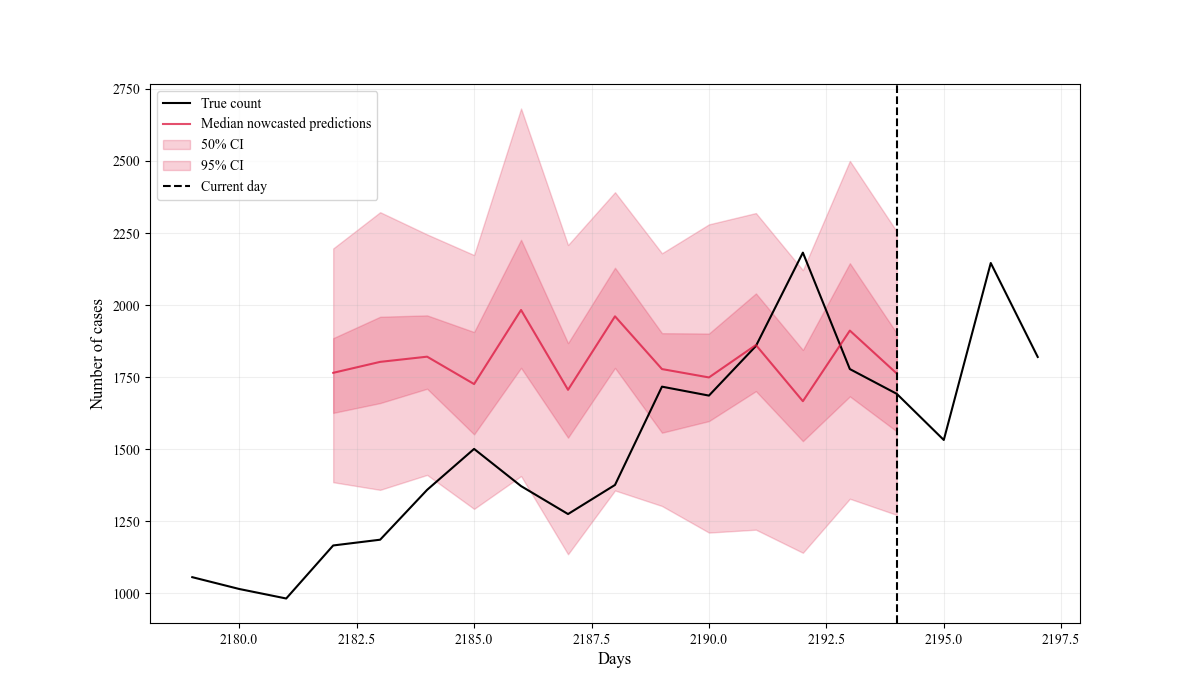 2750
2500
2250
2000
1750
1500
1250
1000
Number of cases
True count
Median nowcasted predictions
50% CI
95% CI
Current day
2180.0 2182.5 2185.0 2187.5 2190.0 2192.5 2195.0 2197.5
Days